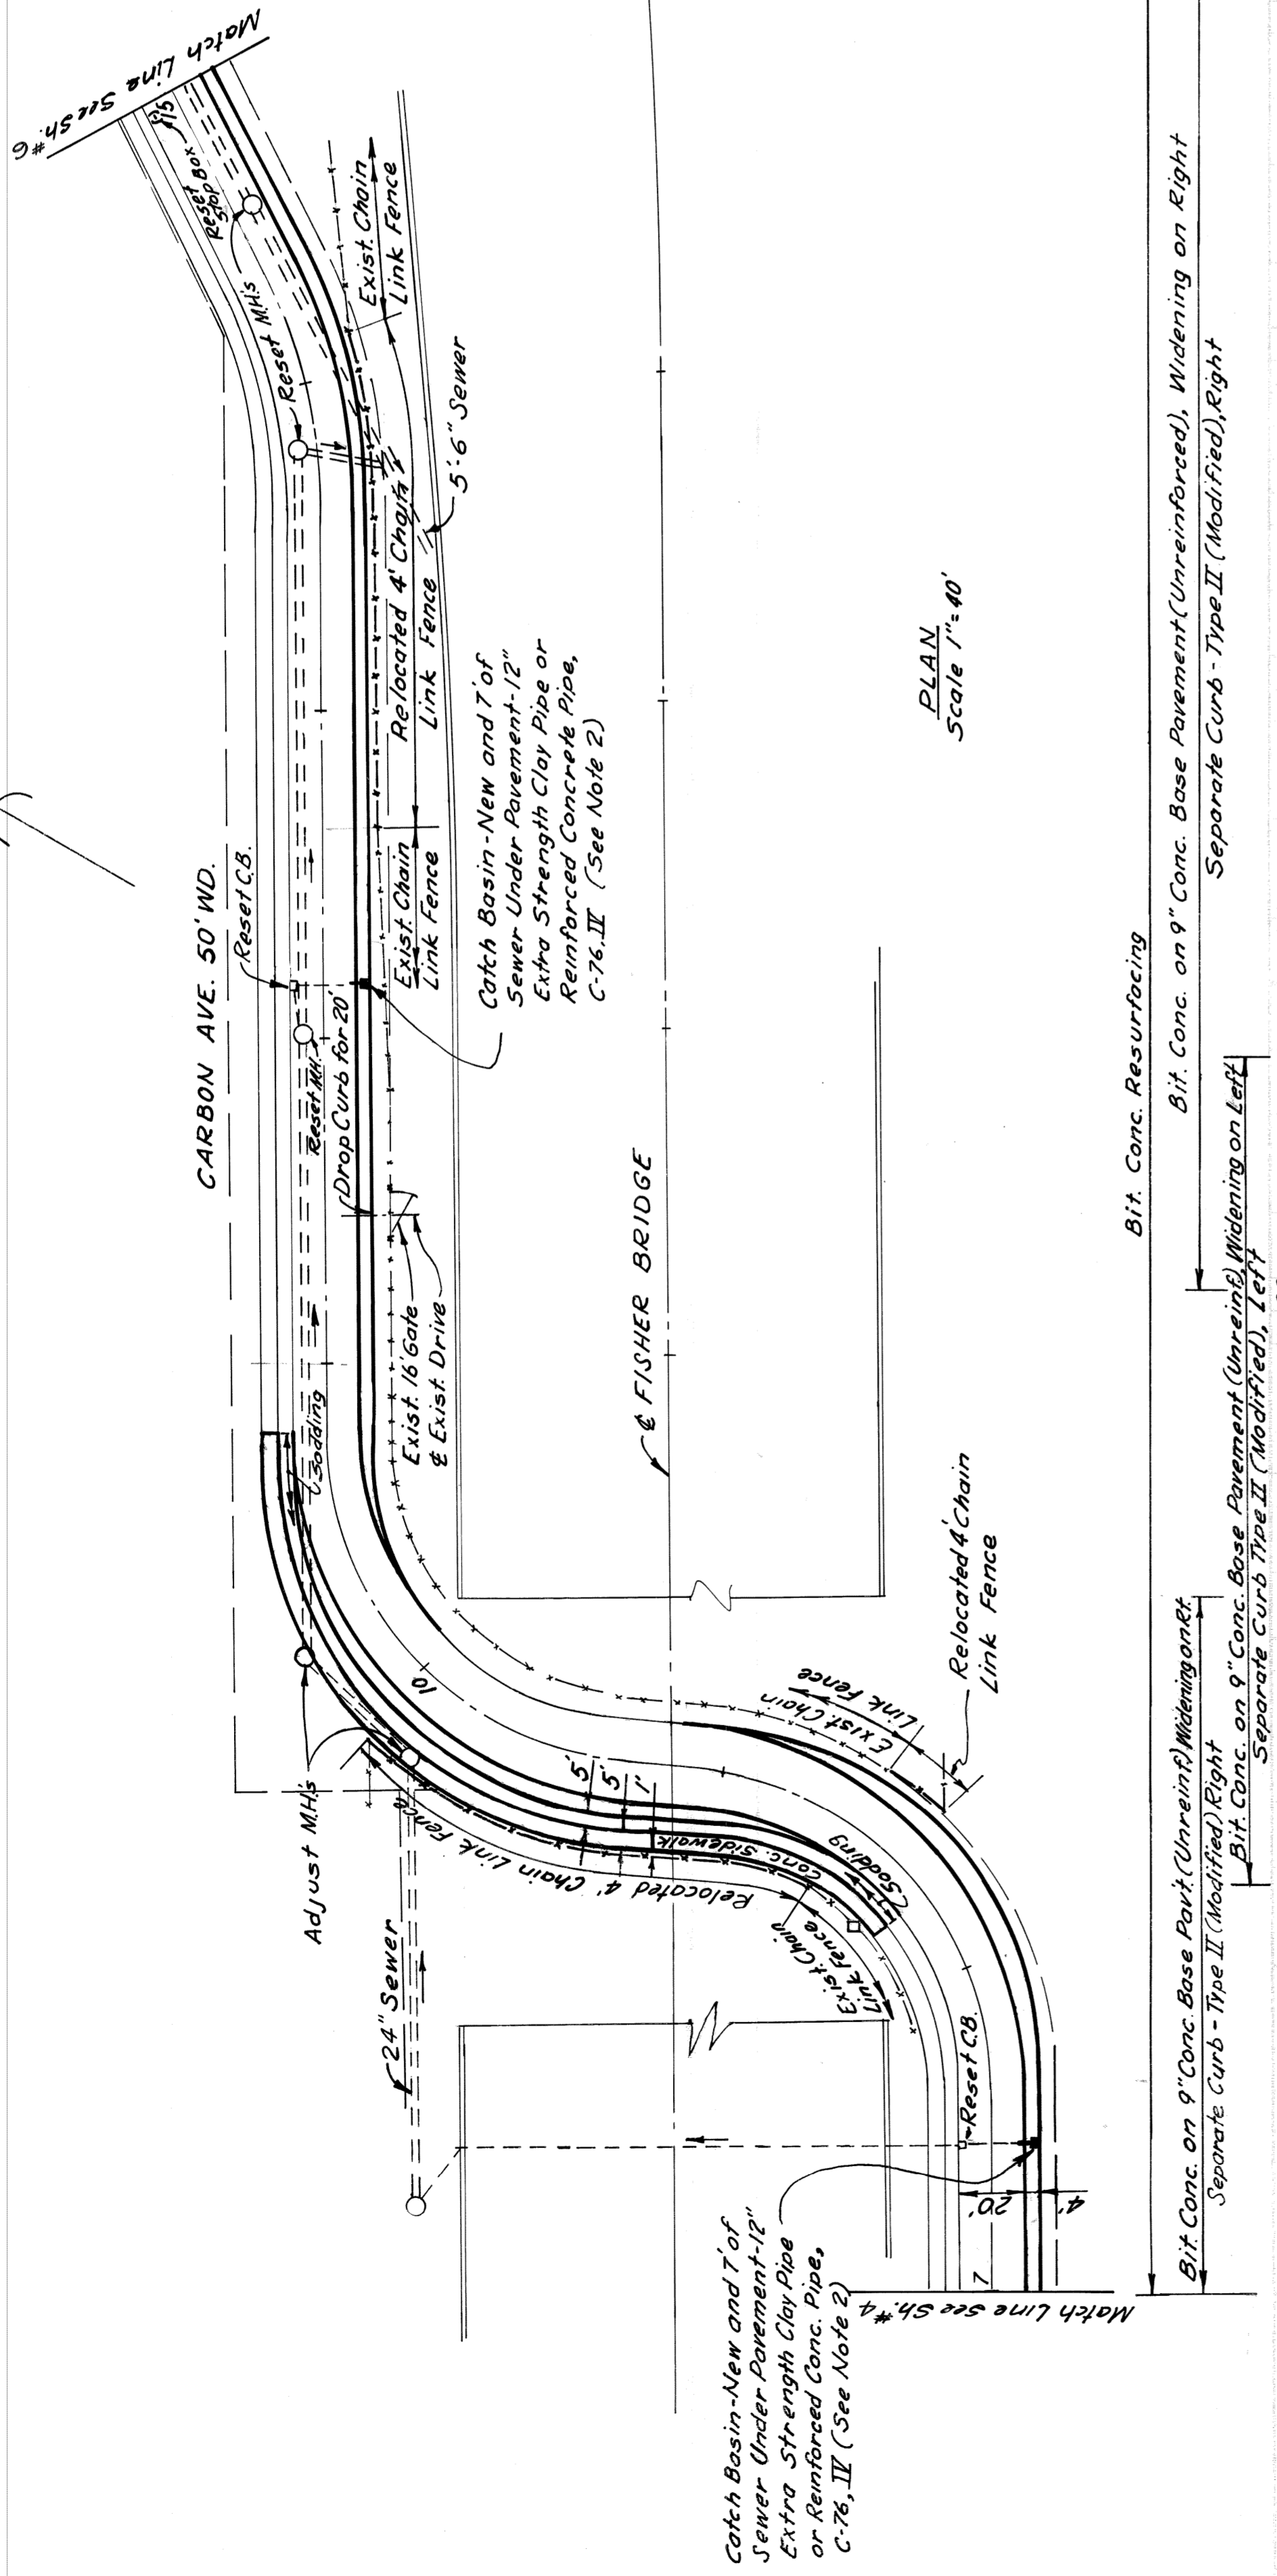 Match Line See Sh. #6
15
Reset
Stop Box
Reset M.H's
CARBON AVE. 50' WD.
Reset C.B.
Reset M.H.
Drop Curb for 20'
Exist. Chain
Link Fence
Relocated 4' Chain
Link Fence
Exist. Chain
Link Fence
5'-6" Sewer
Catch Basin-New and 7' of
Sewer Under Pavement-12"
Extra Strength Clay Pipe or
Reinforced Concrete Pipe,
C-76, IV (See Note 2)
Sodding
Exist. 16' Gate
℄ Exist. Drive
℄ FISHER BRIDGE
PLAN
Scale 1"=40'
Adjust M.H's
24" Sewer
10
5'
5'
1'
Conc. Sidewalk
Relocated 4' Chain Link Fence
Exist. Chain
Link Fence
Sodding
Exist. Chain
Link Fence
Relocated 4' Chain
Link Fence
Reset C.B.
20'
4'
7
Match Line See Sh. #4
Catch Basin-New and 7' of
Sewer Under Pavement-12"
Extra Strength Clay Pipe
or Reinforced Conc. Pipe,
C-76, IV (See Note 2)
Bit. Conc. Resurfacing
Bit. Conc. on 9" Conc. Base Pavement (Unreinforced), Widening on Right
Separate Curb - Type II (Modified), Right
Bit. Conc. on 9" Conc. Base Pav't. (Unreinf.) Widening on Rt.
Separate Curb - Type II (Modified) Right
Bit. Conc. on 9" Conc. Base Pavement (Unreinf.), Widening on Left
Separate Curb Type II (Modified), Left